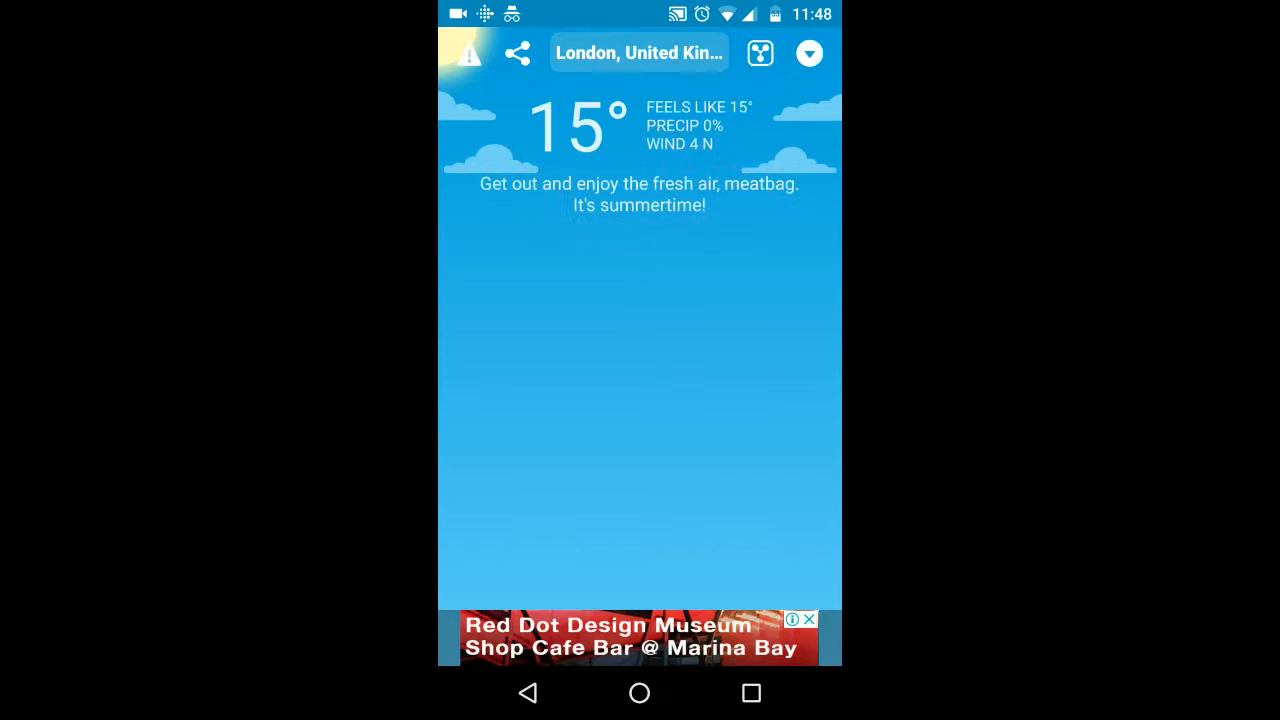 11:48
London, United Kin...
15°
FEELS LIKE 15°
PRECIP 0%
WIND 4 N
Get out and enjoy the fresh air, meatbag.
It's summertime!
Red Dot Design Museum
Shop Cafe Bar @ Marina Bay